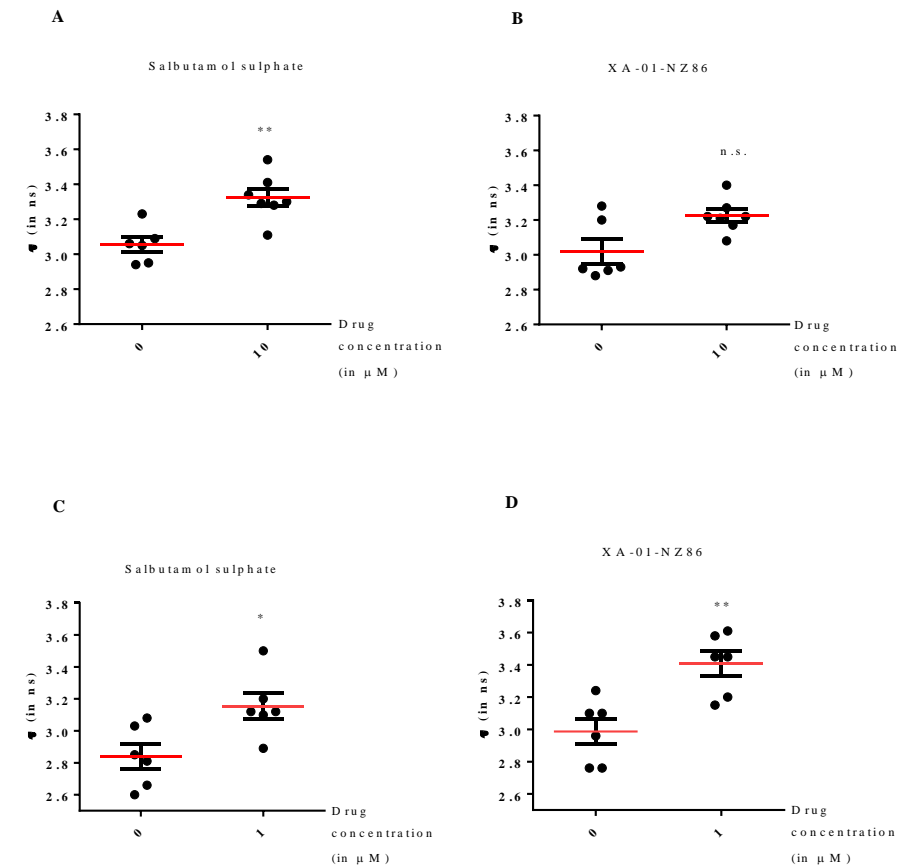 A
Salbutamol sulphate
**
3.8
3.6
3.4
3.2
3.0
2.8
2.6
(in ns)
0
10
Drug
concentration
(in μM)
B
XA-01-NZ86
n.s.
3.8
3.6
3.4
3.2
3.0
2.8
2.6
(in ns)
0
10
Drug
concentration
(in μM)
C
Salbutamol sulphate
*
3.8
3.6
3.4
3.2
3.0
2.8
2.6
(in ns)
0
1
Drug
concentration
(in μM)
D
XA-01-NZ86
**
3.8
3.6
3.4
3.2
3.0
2.8
2.6
(in ns)
0
1
Drug
concentration
(in μM)